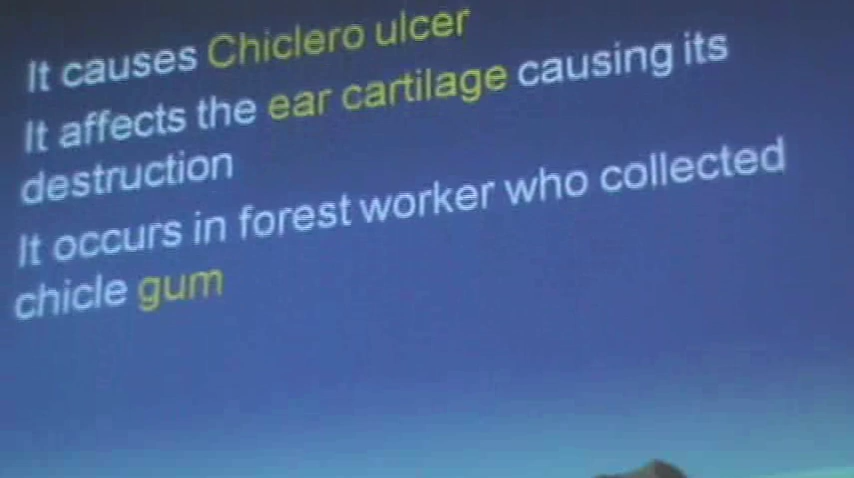 It causes Chiclero ulcer
It affects the ear cartilage causing its
destruction
It occurs in forest worker who collected
chicle gum